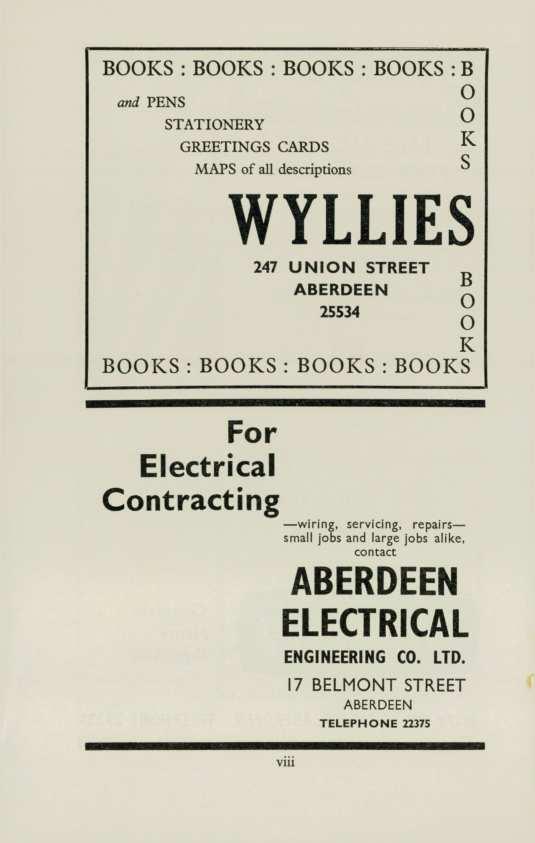 BOOKS : BOOKS : BOOKS : BOOKS : BOOKS
and PENS
STATIONERY
GREETINGS CARDS
MAPS of all descriptions
WYLLIES
247 UNION STREET
ABERDEEN
25534
BOOK
BOOKS : BOOKS : BOOKS : BOOKS
For
Electrical
Contracting
—wiring, servicing, repairs—
small jobs and large jobs alike,
contact
ABERDEEN
ELECTRICAL
ENGINEERING CO. LTD.
17 BELMONT STREET
ABERDEEN
TELEPHONE 22375
viii